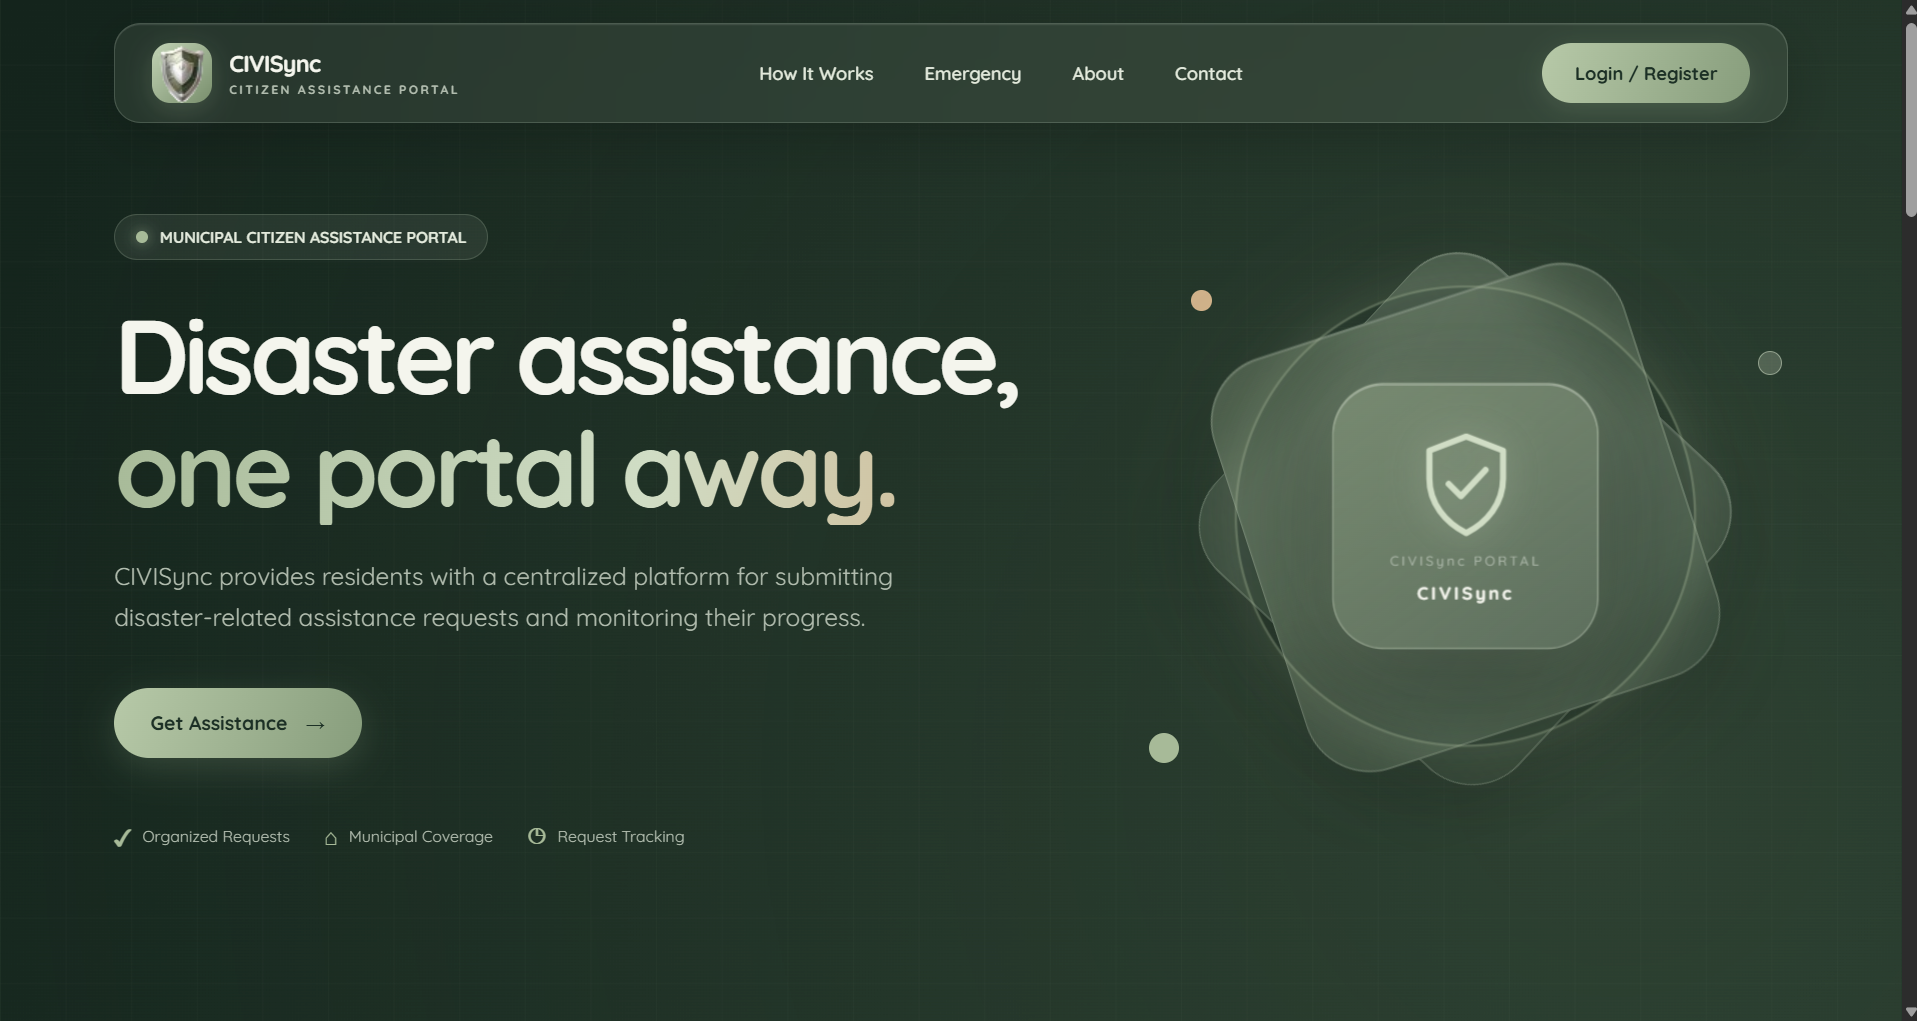 CIVISync
CITIZEN ASSISTANCE PORTAL
How It Works
Emergency
About
Contact
Login / Register
MUNICIPAL CITIZEN ASSISTANCE PORTAL
Disaster assistance,
one portal away.
CIVISync provides residents with a centralized platform for submitting
disaster-related assistance requests and monitoring their progress.
Get Assistance →
Organized Requests
Municipal Coverage
Request Tracking
CIVISync PORTAL
CIVISync